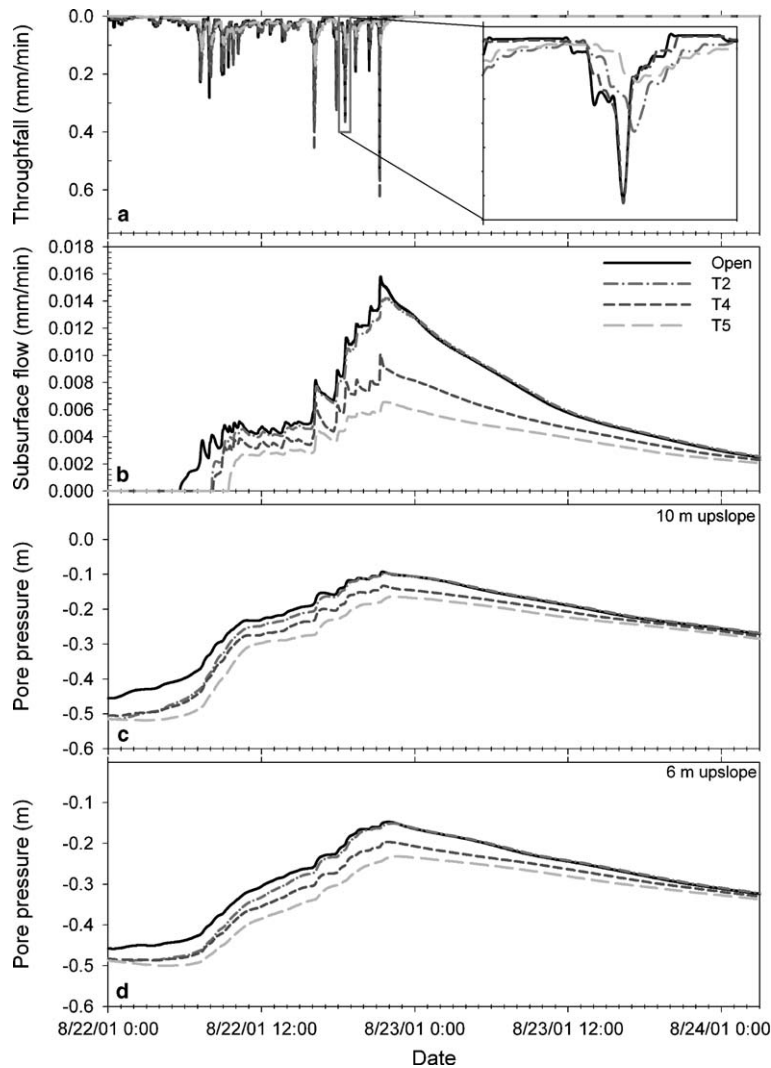 0.0
0.2
0.4
0.6
Throughfall (mm/min)
a
0.018
0.016
0.014
0.012
0.010
0.008
0.006
0.004
0.002
0.000
Subsurface flow (mm/min)
Open
T2
T4
T5
b
10 m upslope
0.0
-0.1
-0.2
-0.3
-0.4
-0.5
-0.6
Pore pressure (m)
c
6 m upslope
-0.1
-0.2
-0.3
-0.4
-0.5
-0.6
Pore pressure (m)
d
8/22/01 0:00 8/22/01 12:00 8/23/01 0:00 8/23/01 12:00 8/24/01 0:00
Date